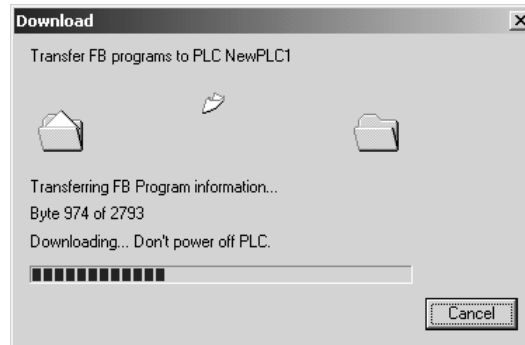 Download
Transfer FB programs to PLC NewPLC1
Transferring FB Program information...
Byte 974 of 2793
Downloading... Don't power off PLC.
Cancel